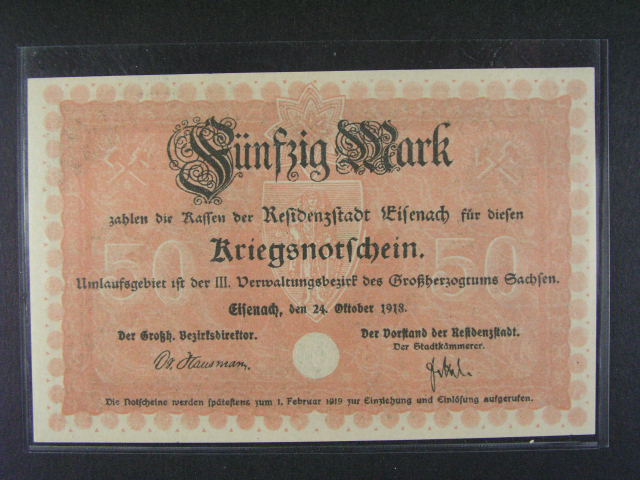 Fünfzig Mark
zahlen die Kassen der Residenzstadt Eisenach für diesen
Kriegsnotschein.
50 50
Umlaufsgebiet ist der III. Verwaltungsbezirk des Großherzogtums Sachsen.
Eisenach, den 24. Oktober 1918.
Der Großh. Bezirksdirektor.
Der Vorstand der Residenzstadt.
Der Stadtkämmerer.
Die Notscheine werden spätestens zum 1. Februar 1919 zur Einziehung und Einlösung aufgerufen.